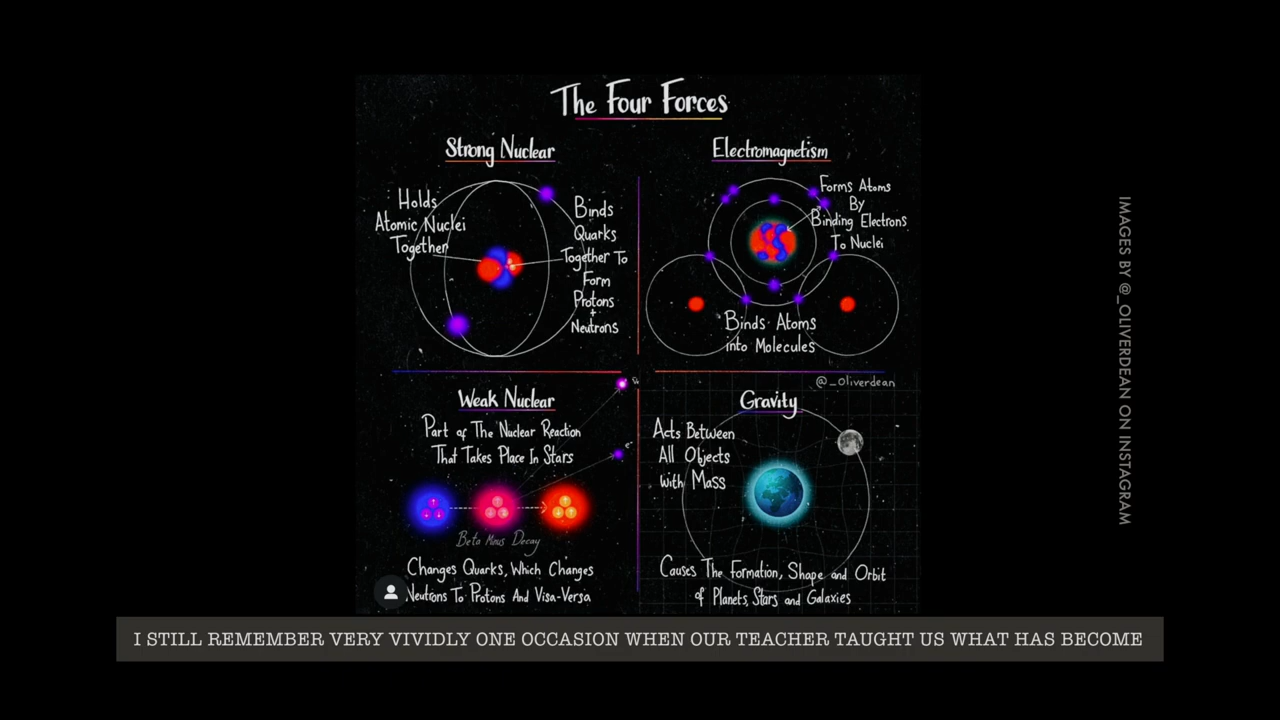 The Four Forces
Strong Nuclear
Holds
Atomic Nuclei
Together
Binds
Quarks
Together To
Form
Protons
+
Neutrons
Electromagnetism
Forms Atoms
By
Binding Electrons
To Nuclei
Binds Atoms
into Molecules
@_oliverdean
Weak Nuclear
Part of The Nuclear Reaction
That Takes Place In Stars
e⁻
Beta Minus Decay
Changes Quarks, Which Changes
Neutrons To Protons And Visa-Versa
Gravity
Acts Between
All Objects
With Mass
Causes The Formation, Shape and Orbit
of Planets, Stars and Galaxies
IMAGES BY @_OLIVERDEAN ON INSTAGRAM
I STILL REMEMBER VERY VIVIDLY ONE OCCASION WHEN OUR TEACHER TAUGHT US WHAT HAS BECOME